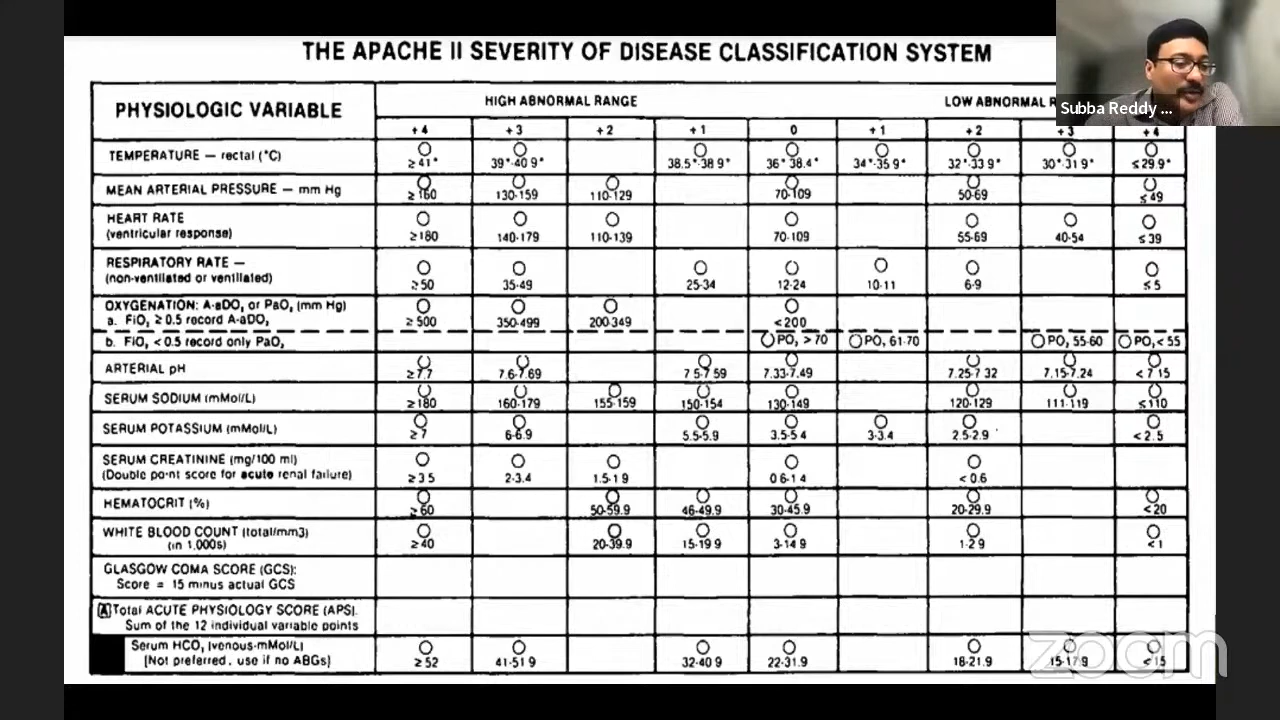 THE APACHE II SEVERITY OF DISEASE CLASSIFICATION SYSTEM
Subba Reddy ...
PHYSIOLOGIC VARIABLE HIGH ABNORMAL RANGE LOW ABNORMAL R
+4 +3 +2 +1 0 +1 +2 +3 +4
TEMPERATURE — rectal (°C) ≥41° 39°-40.9° 38.5°-38.9° 36°-38.4° 34°-35.9° 32°-33.9° 30°-31.9° ≤29.9°
MEAN ARTERIAL PRESSURE — mm Hg ≥160 130-159 110-129 70-109 50-69 ≤49
HEART RATE
(ventricular response) ≥180 140-179 110-139 70-109 55-69 40-54 ≤39
RESPIRATORY RATE —
(non-ventilated or ventilated) ≥50 35-49 25-34 12-24 10-11 6-9 ≤5
OXYGENATION: A-aDO₂ or PaO₂ (mm Hg)
a. FiO₂ ≥ 0.5 record A-aDO₂ ≥500 350-499 200-349 <200
b. FiO₂ < 0.5 record only PaO₂ PO₂ > 70 PO₂ 61-70 PO₂ 55-60 PO₂ < 55
ARTERIAL pH ≥7.7 7.6-7.69 7.5-7.59 7.33-7.49 7.25-7.32 7.15-7.24 <7.15
SERUM SODIUM (mMol/L) ≥180 160-179 155-159 150-154 130-149 120-129 111-119 ≤110
SERUM POTASSIUM (mMol/L) ≥7 6-6.9 5.5-5.9 3.5-5.4 3-3.4 2.5-2.9 <2.5
SERUM CREATININE (mg/100 ml)
(Double point score for acute renal failure) ≥3.5 2-3.4 1.5-1.9 0.6-1.4 <0.6
HEMATOCRIT (%) ≥60 50-59.9 46-49.9 30-45.9 20-29.9 <20
WHITE BLOOD COUNT (total/mm3)
(in 1,000s) ≥40 20-39.9 15-19.9 3-14.9 1-2.9 <1
GLASGOW COMA SCORE (GCS):
Score = 15 minus actual GCS
A Total ACUTE PHYSIOLOGY SCORE (APS):
Sum of the 12 individual variable points
Serum HCO₃ (venous-mMol/L)
[Not preferred, use if no ABGs] ≥52 41-51.9 32-40.9 22-31.9 18-21.9 15-17.9 <15
zoom